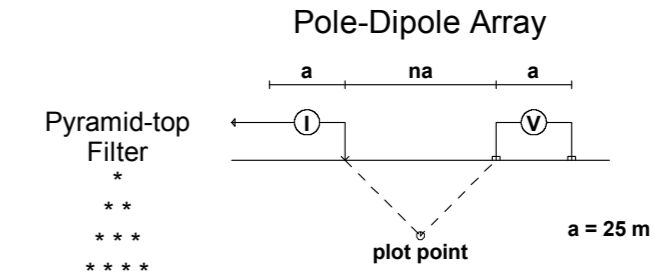 Pole-Dipole Array
a na a
Pyramid-top
Filter
*
* *
* * *
* * * *
I V
a = 25 m
plot point